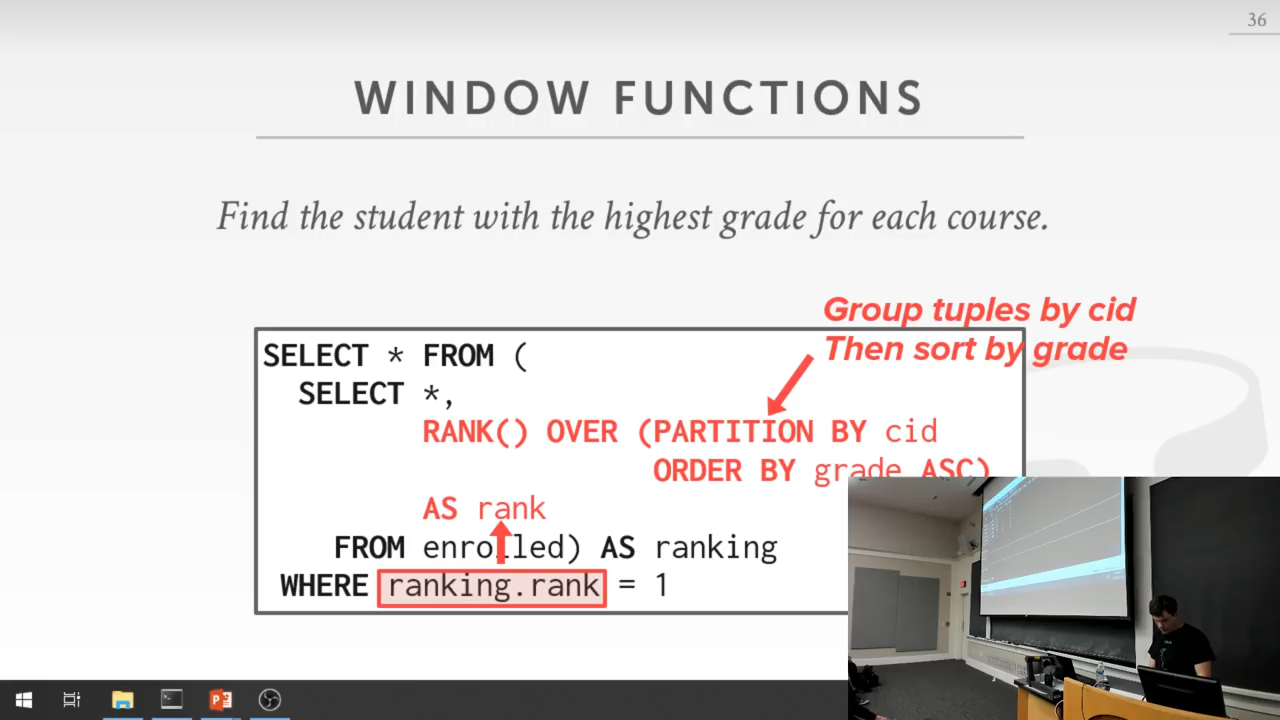 36
WINDOW FUNCTIONS
Find the student with the highest grade for each course.
Group tuples by cid
Then sort by grade
SELECT * FROM (
SELECT *,
RANK() OVER (PARTITION BY cid
ORDER BY grade ASC)
AS rank
FROM enrolled) AS ranking
WHERE ranking.rank = 1